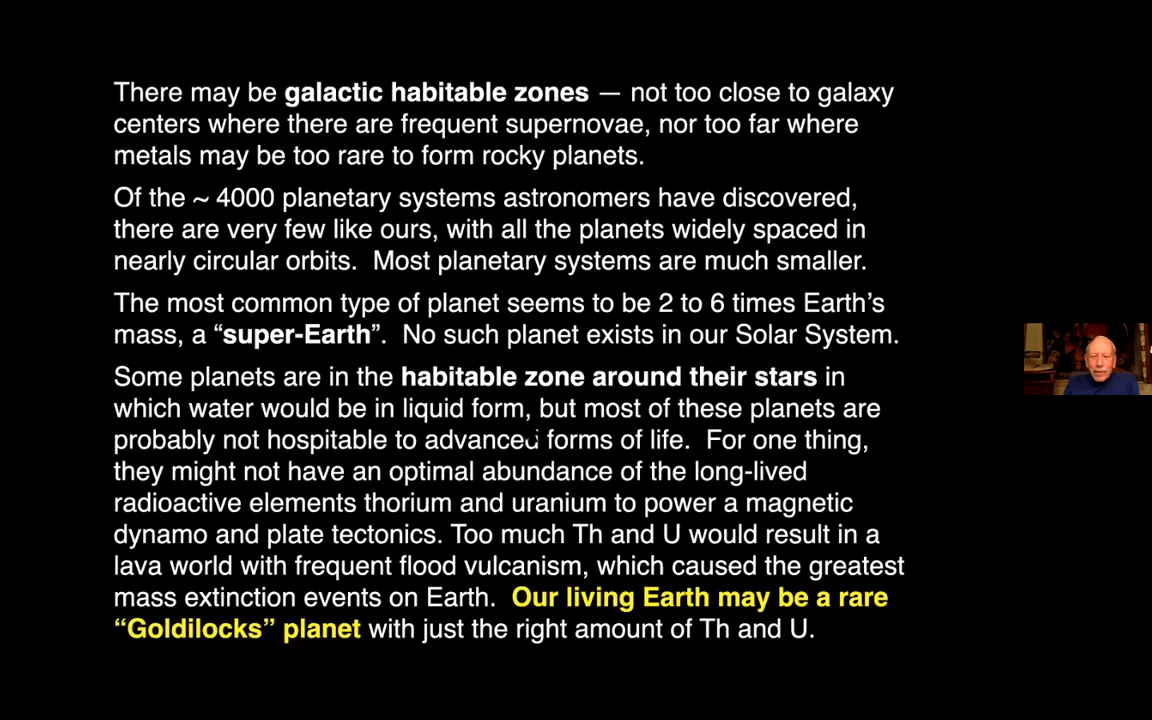 There may be galactic habitable zones — not too close to galaxy
centers where there are frequent supernovae, nor too far where
metals may be too rare to form rocky planets.
Of the ~ 4000 planetary systems astronomers have discovered,
there are very few like ours, with all the planets widely spaced in
nearly circular orbits.  Most planetary systems are much smaller.
The most common type of planet seems to be 2 to 6 times Earth’s
mass, a “super-Earth”.  No such planet exists in our Solar System.
Some planets are in the habitable zone around their stars in
which water would be in liquid form, but most of these planets are
probably not hospitable to advanced forms of life.  For one thing,
they might not have an optimal abundance of the long-lived
radioactive elements thorium and uranium to power a magnetic
dynamo and plate tectonics. Too much Th and U would result in a
lava world with frequent flood vulcanism, which caused the greatest
mass extinction events on Earth.  Our living Earth may be a rare
“Goldilocks” planet with just the right amount of Th and U.